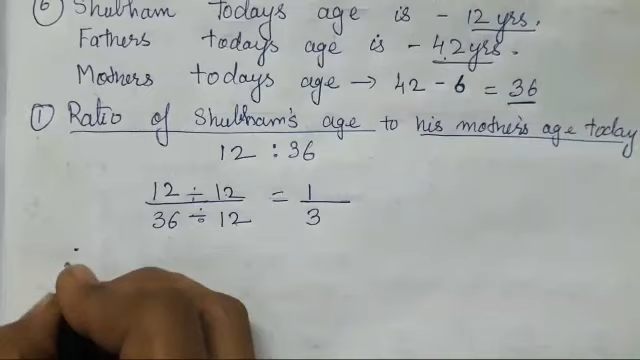 ⑥ Shubham todays age is - 12 yrs.
Fathers todays age is - 42 yrs.
Mothers todays age → 42 - 6 = 36
① Ratio of Shubham's age to his mother's age today
12 : 36
12 ÷ 12 / 36 ÷ 12 = 1 / 3